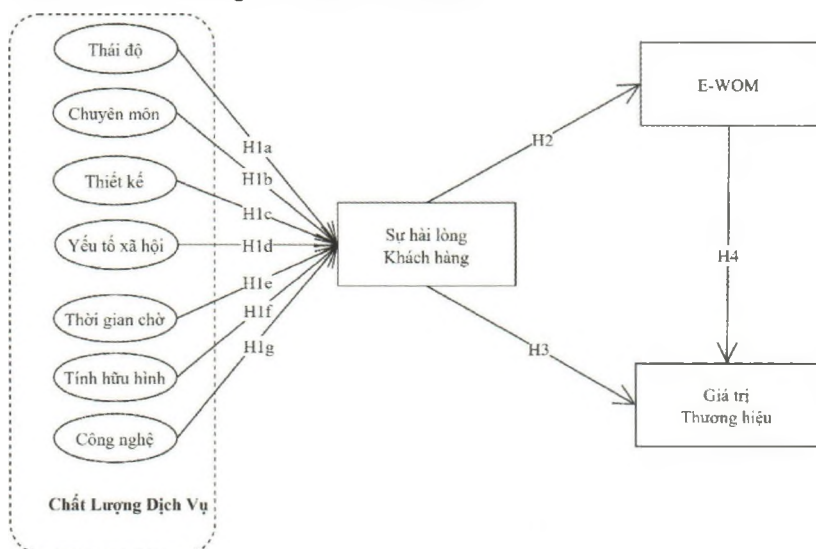 Thái độ
Chuyên môn
Thiết kế
Yếu tố xã hội
Thời gian chờ
Tính hữu hình
Công nghệ
Chất Lượng Dịch Vụ
H1a
H1b
H1c
H1d
H1e
H1f
H1g
Sự hài lòng
Khách hàng
H2
H3
E-WOM
H4
Giá trị
Thương hiệu